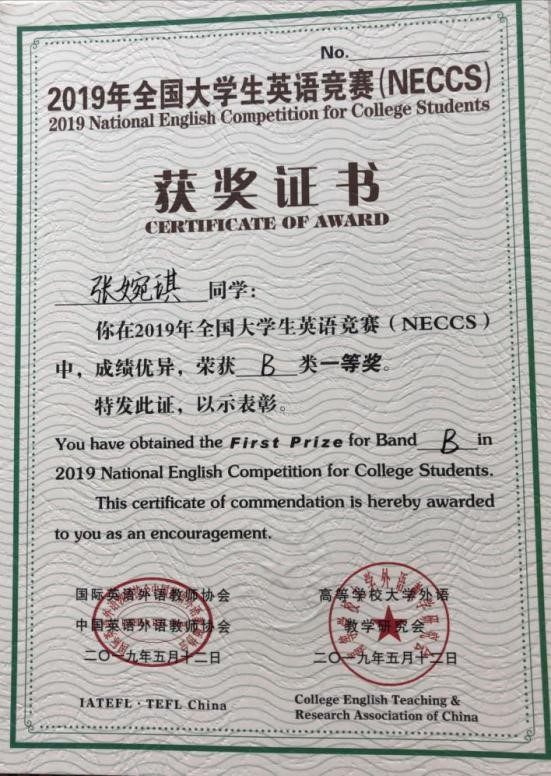 No.
2019年全国大学生英语竞赛(NECCS)
2019 National English Competition for College Students
获奖证书
CERTIFICATE OF AWARD
张婉琪 同学:
你在2019年全国大学生英语竞赛(NECCS)
中，成绩优异，荣获 B 类一等奖。
特发此证，以示表彰。
You have obtained the First Prize for Band B in
2019 National English Competition for College Students.
This certificate of commendation is hereby awarded
to you as an encouragement.
国际英语外语教师协会
中国英语外语教师协会
二〇一九年五月十二日
IATEFL · TEFL China
高等学校大学外语
教学研究会
二〇一九年五月十二日
College English Teaching &
Research Association of China